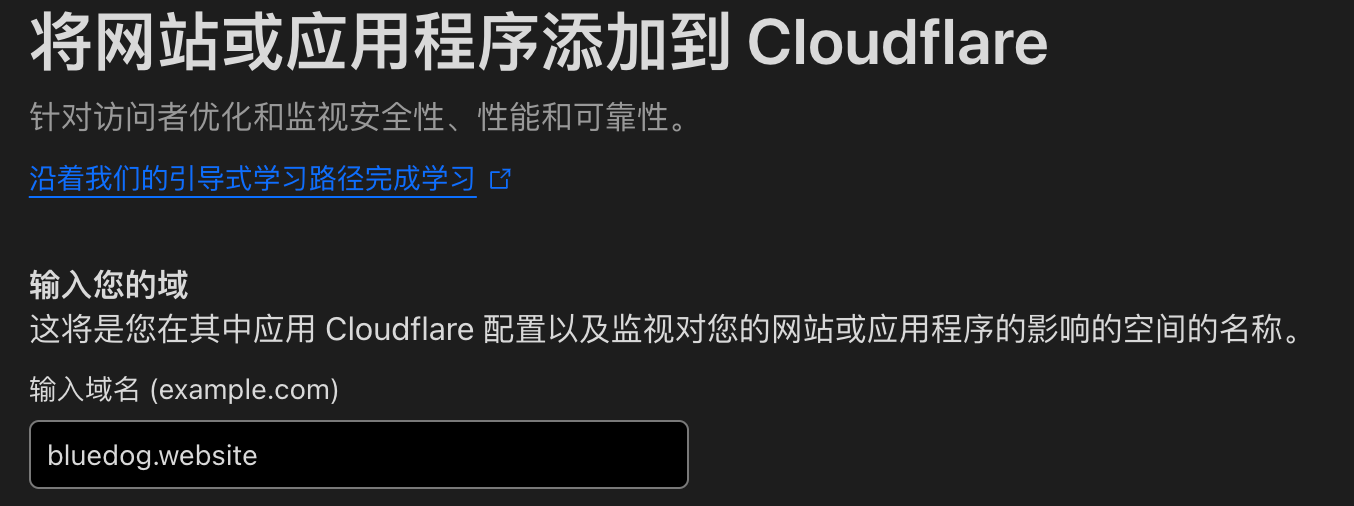 将网站或应用程序添加到 Cloudflare
针对访问者优化和监视安全性、性能和可靠性。
沿着我们的引导式学习路径完成学习
输入您的域
这将是您在其中应用 Cloudflare 配置以及监视对您的网站或应用程序的影响的空间的名称。
输入域名 (example.com)
bluedog.website